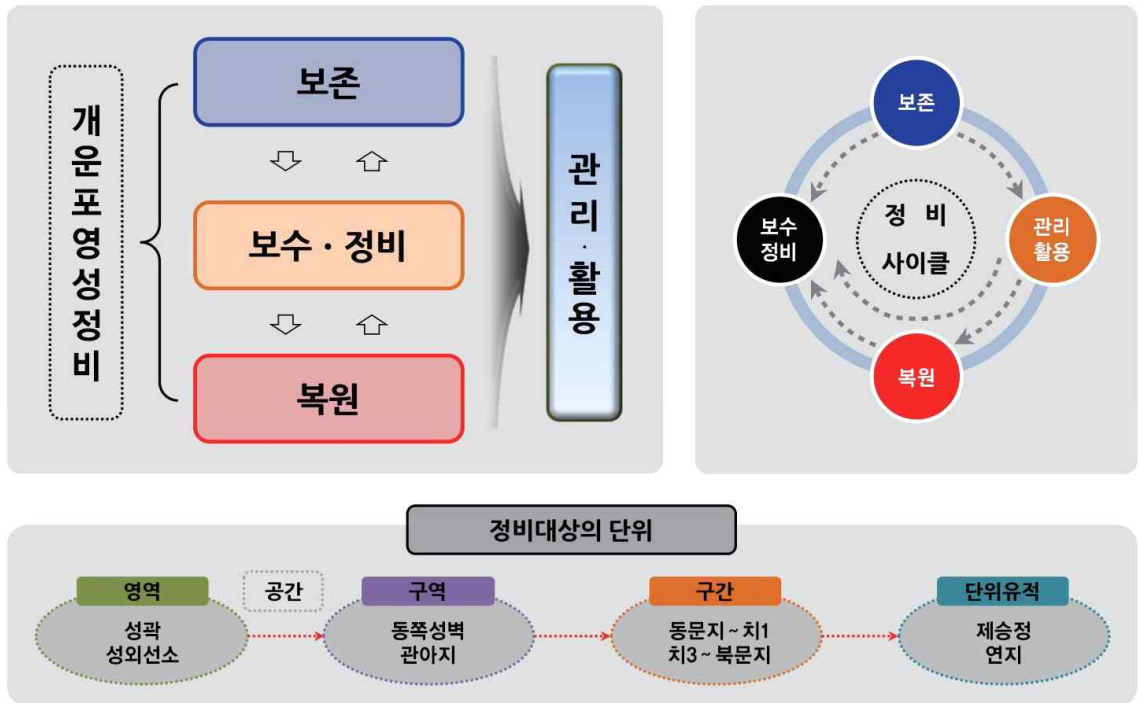 개운포영성정비
보존
보수 · 정비
복원
관리 · 활용
보존
보수
정비
정 비
사이클
관리
활용
복원
정비대상의 단위
영역
성곽
성외선소
공간
구역
동쪽성벽
관아지
구간
동문지 ~ 치1
치3 ~ 북문지
단위유적
제승정
연지